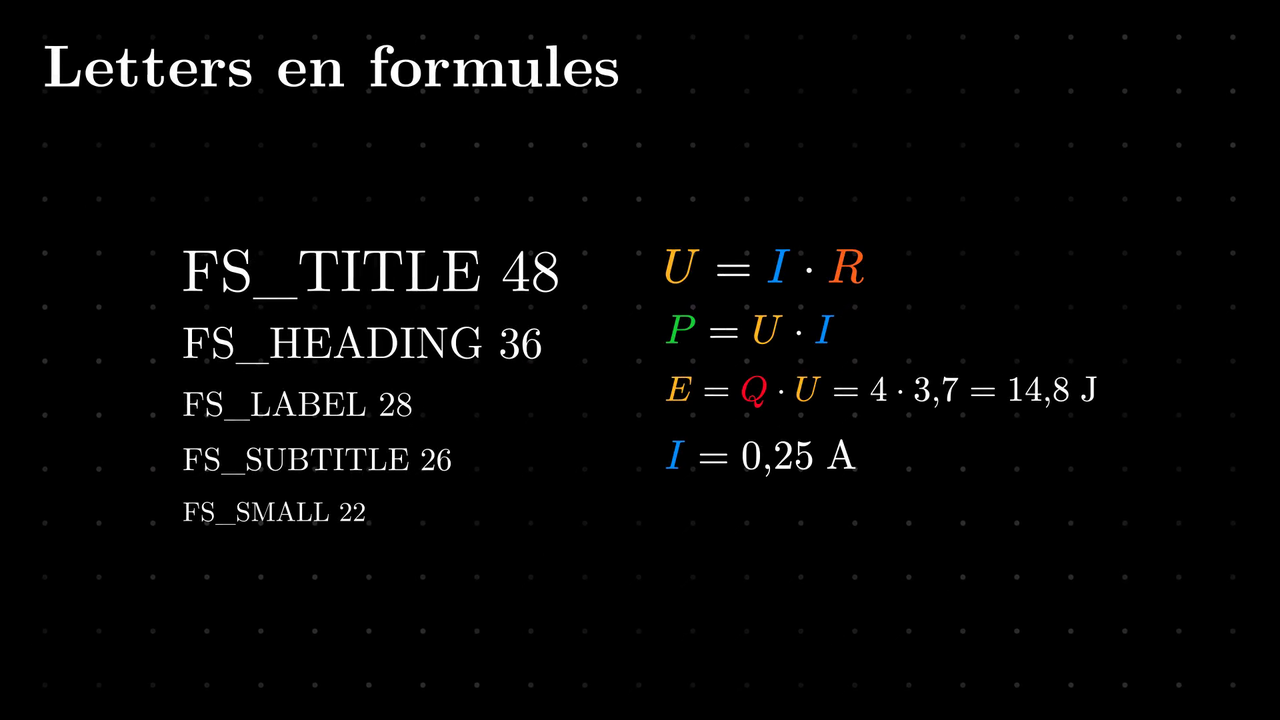 Letters en formules
FS_TITLE 48
FS_HEADING 36
FS_LABEL 28
FS_SUBTITLE 26
FS_SMALL 22
U = I · R
P = U · I
E = Q · U = 4 · 3,7 = 14,8 J
I = 0,25 A